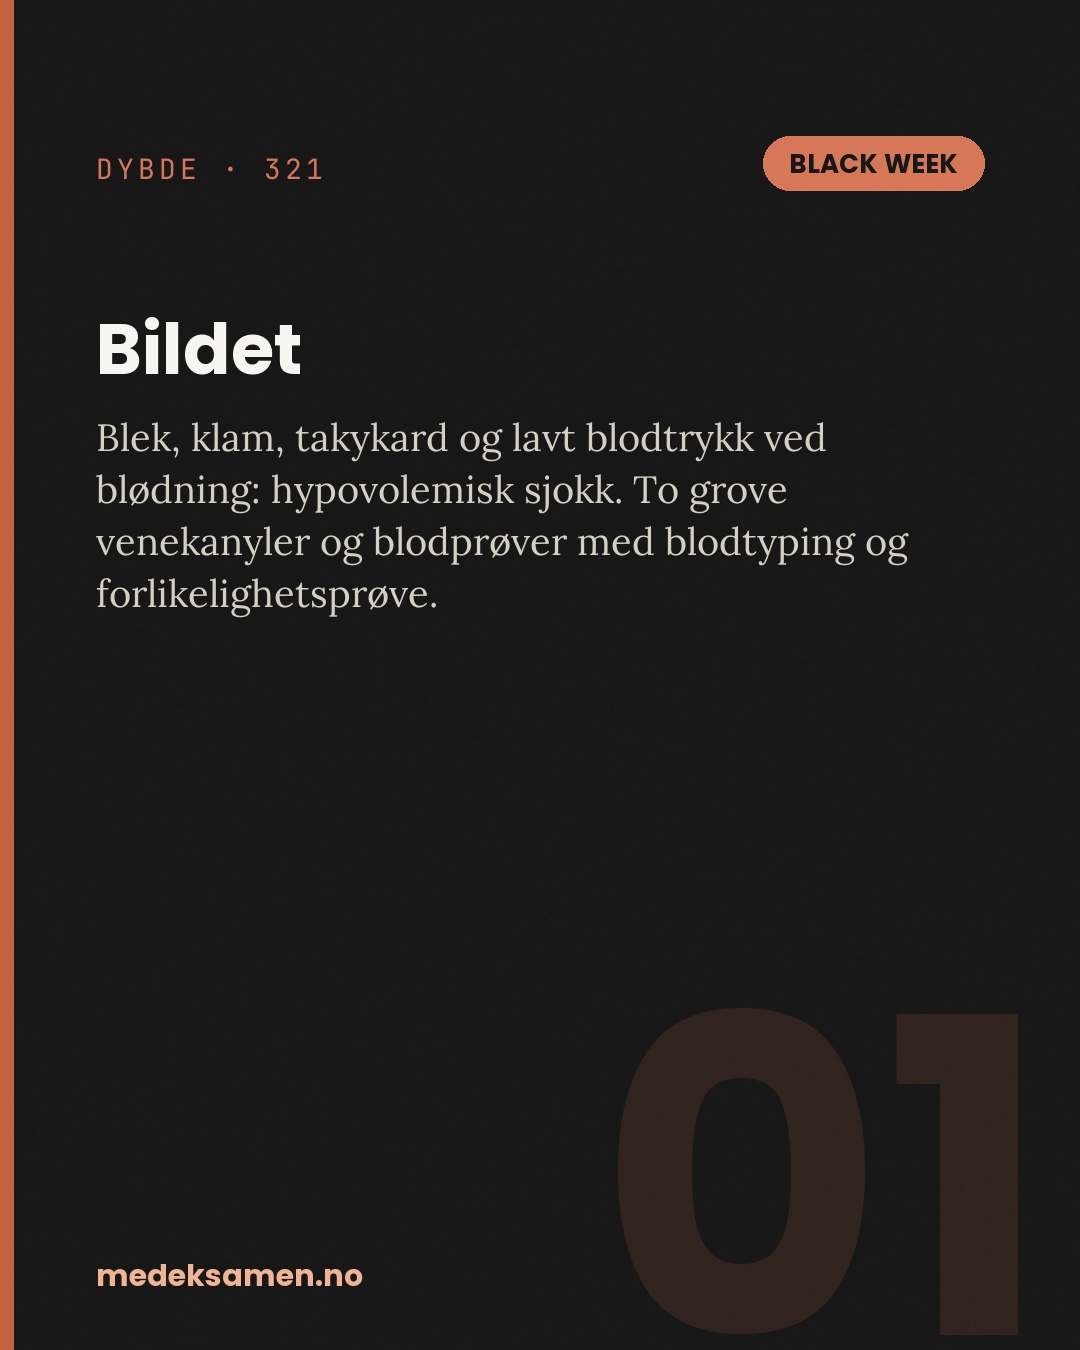 DYBDE · 321
BLACK WEEK
Bildet
Blek, klam, takykard og lavt blodtrykk ved
blødning: hypovolemisk sjokk. To grove
venekanyler og blodprøver med blodtyping og
forlikelighetsprøve.
01
medeksamen.no